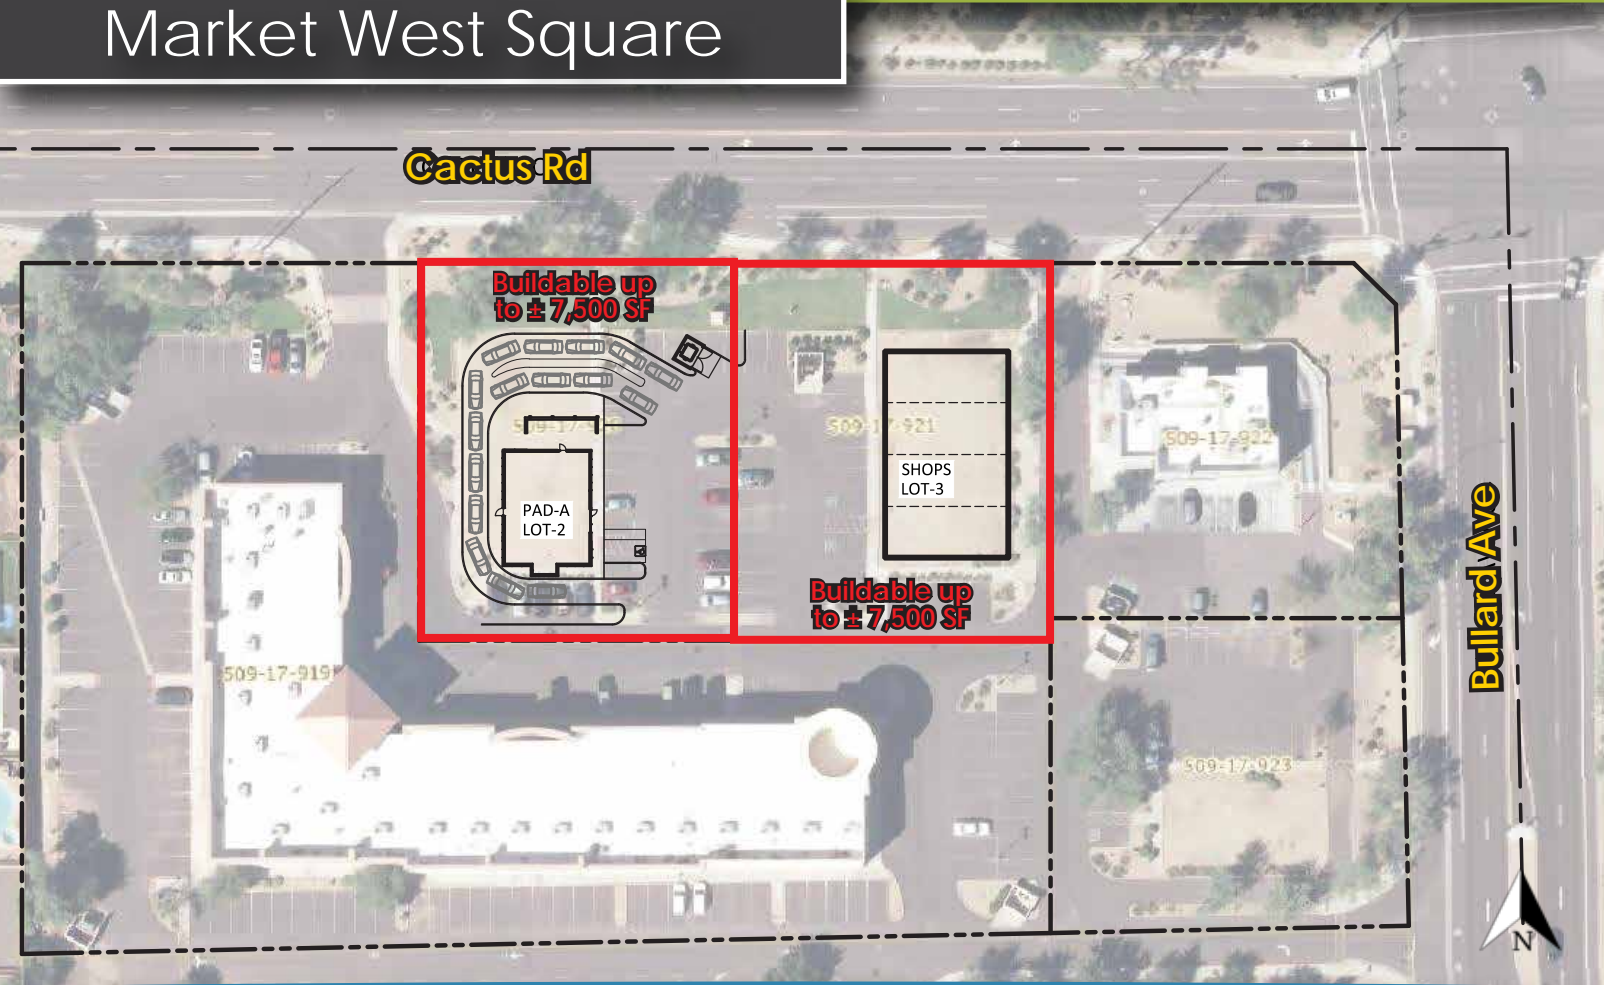 Market West Square
Cactus Rd
Buildable up
to ± 7,500 SF
509-17-921
SHOPS
LOT-3
509-17-922
PAD-A
LOT-2
Buildable up
to ± 7,500 SF
Bullard Ave
509-17-919
509-17-923
N